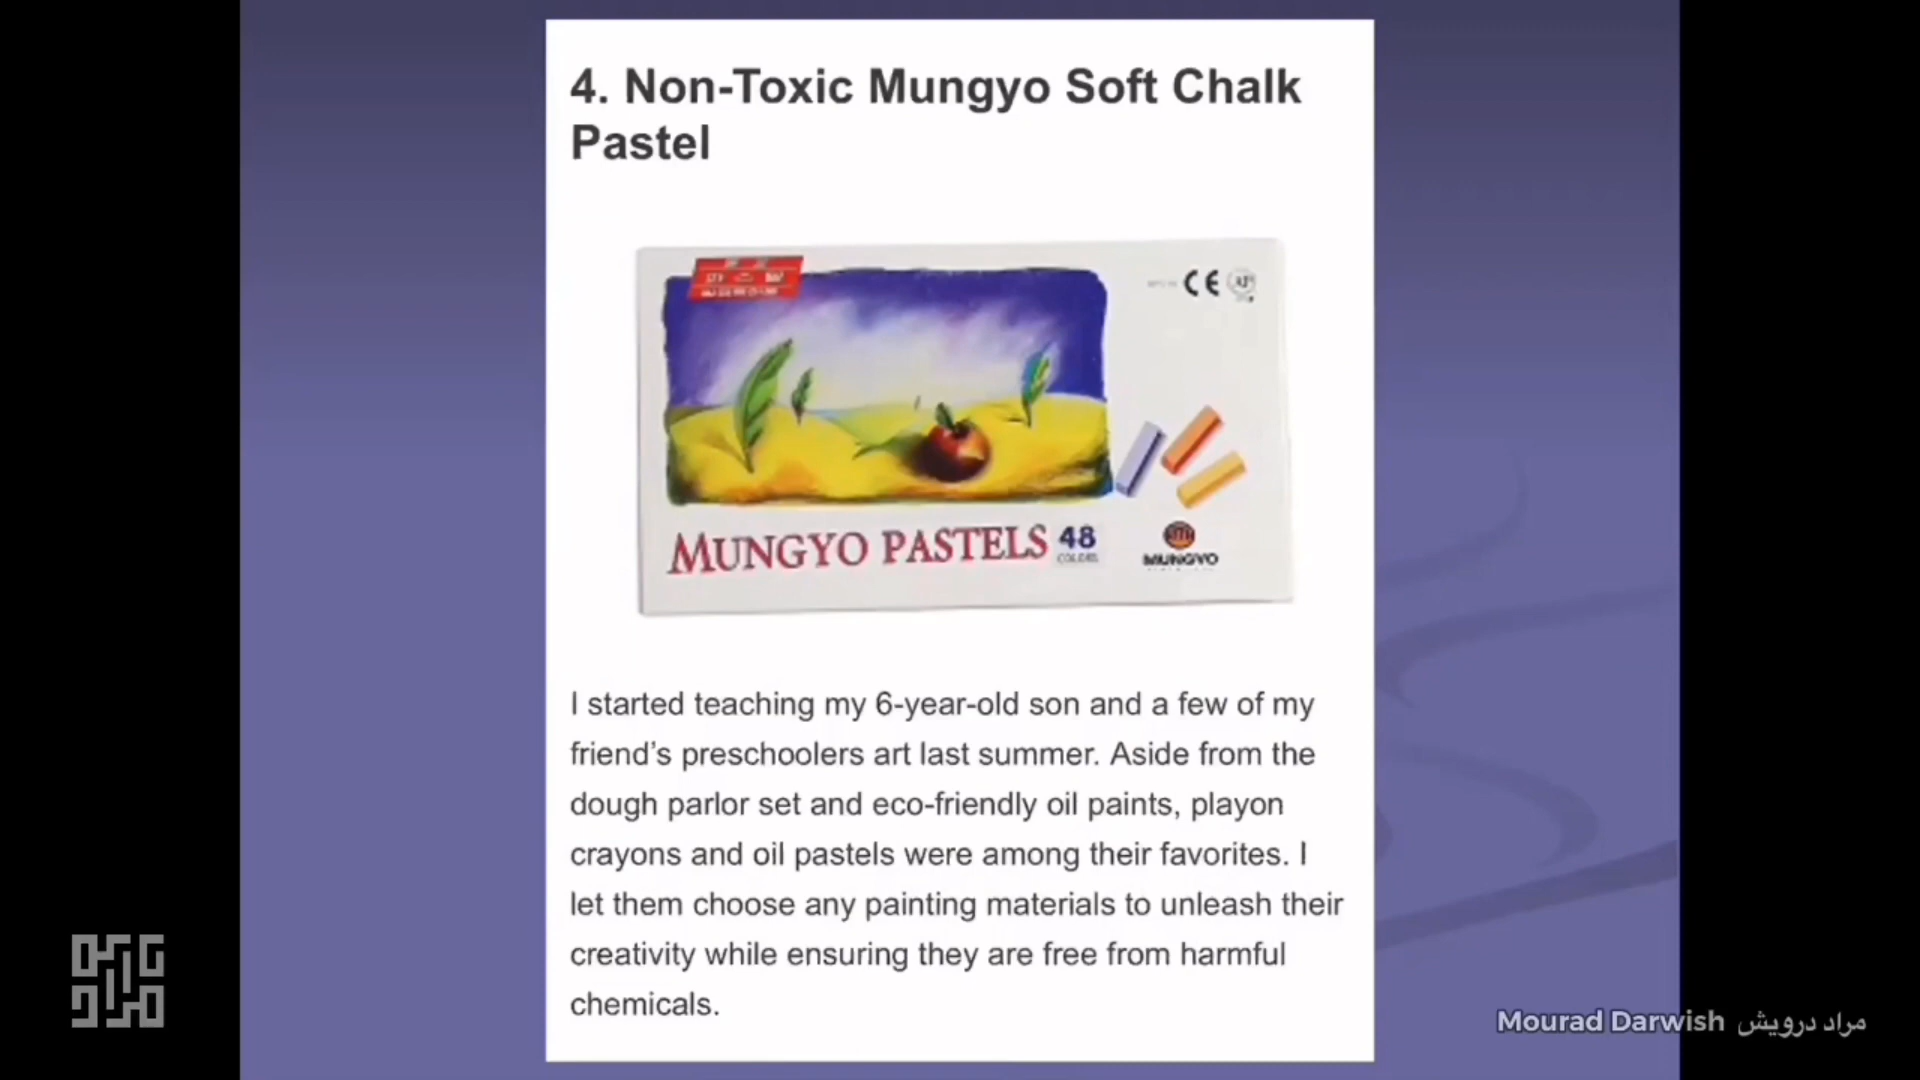 4. Non-Toxic Mungyo Soft Chalk
Pastel
CE
MUNGYO PASTELS 48
COLORS
MUNGYO
I started teaching my 6-year-old son and a few of my
friend’s preschoolers art last summer. Aside from the
dough parlor set and eco-friendly oil paints, playon
crayons and oil pastels were among their favorites. I
let them choose any painting materials to unleash their
creativity while ensuring they are free from harmful
chemicals.
Mourad Darwish مراد درويش